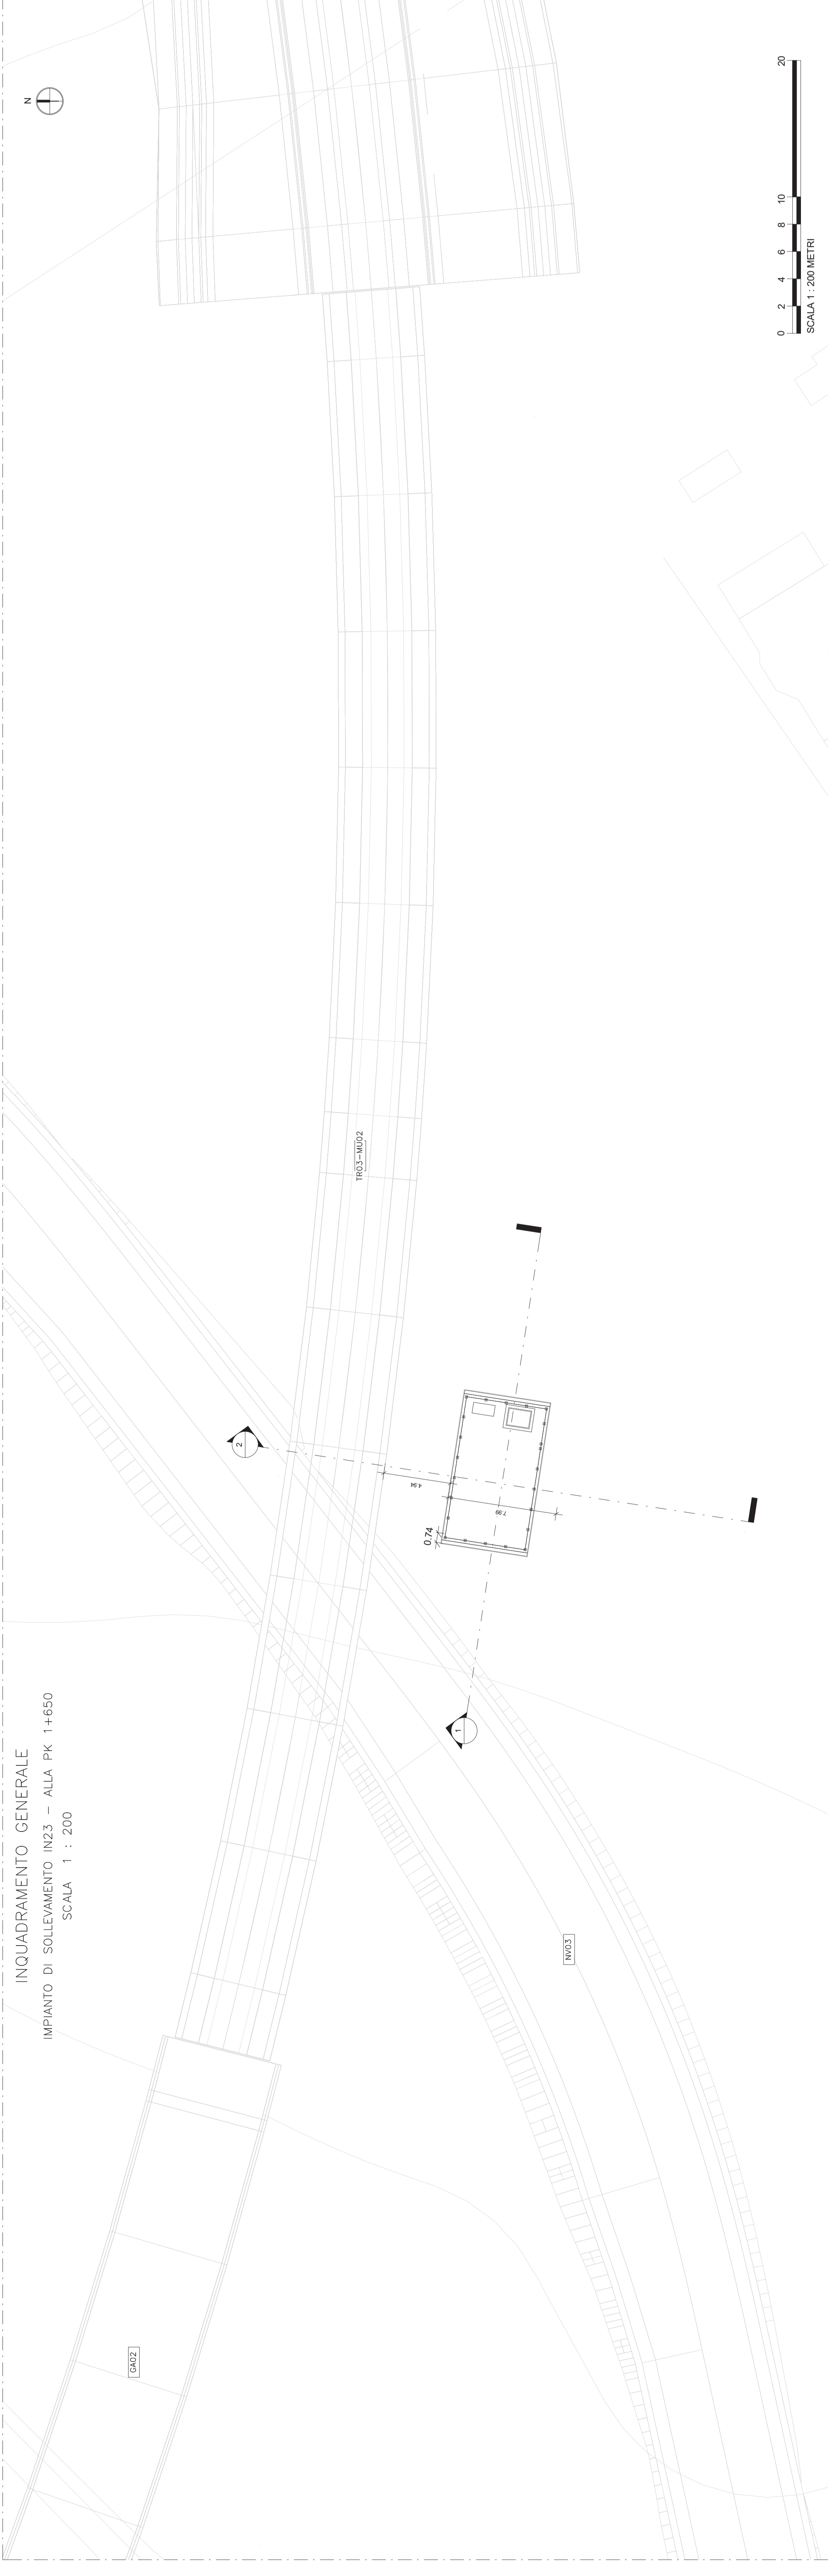 INQUADRAMENTO GENERALE
IMPIANTO DI SOLLEVAMENTO IN23 - ALLA PK 1+650
SCALA 1 : 200
N
GA02
NV03
TR03-MU02
1
2
0.74
4.94
7.99
0 2 4 6 8 10 20
SCALA 1 : 200 METRI